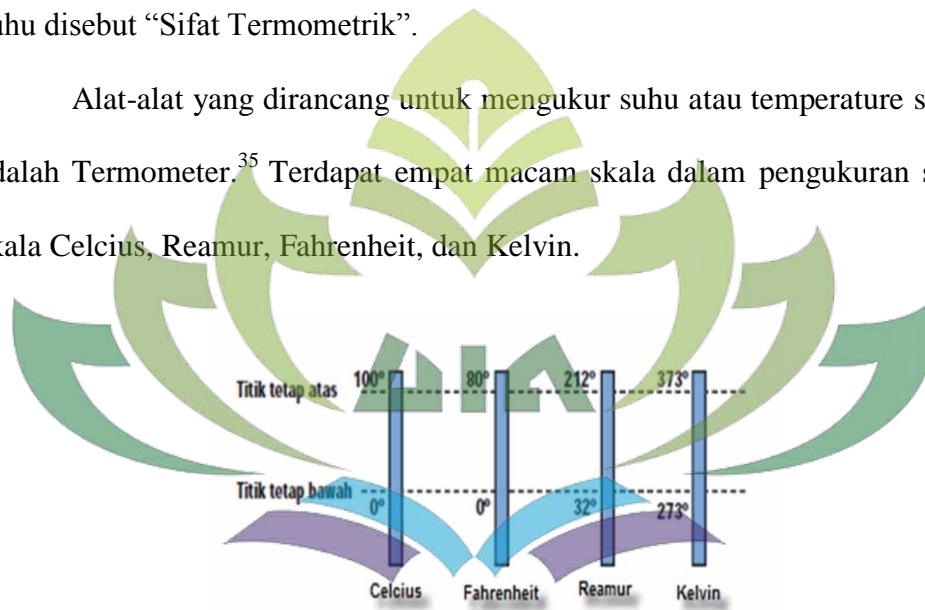 uhu disebut “Sifat Termometrik”.
Alat-alat yang dirancang untuk mengukur suhu atau temperature s
dalah Termometer.35 Terdapat empat macam skala dalam pengukuran s
kala Celcius, Reamur, Fahrenheit, dan Kelvin.
100° 80° 212° 373°
Titik tetap atas
Titik tetap bawah
0° 0° 32° 273°
Celcius Fahrenheit Reamur Kelvin